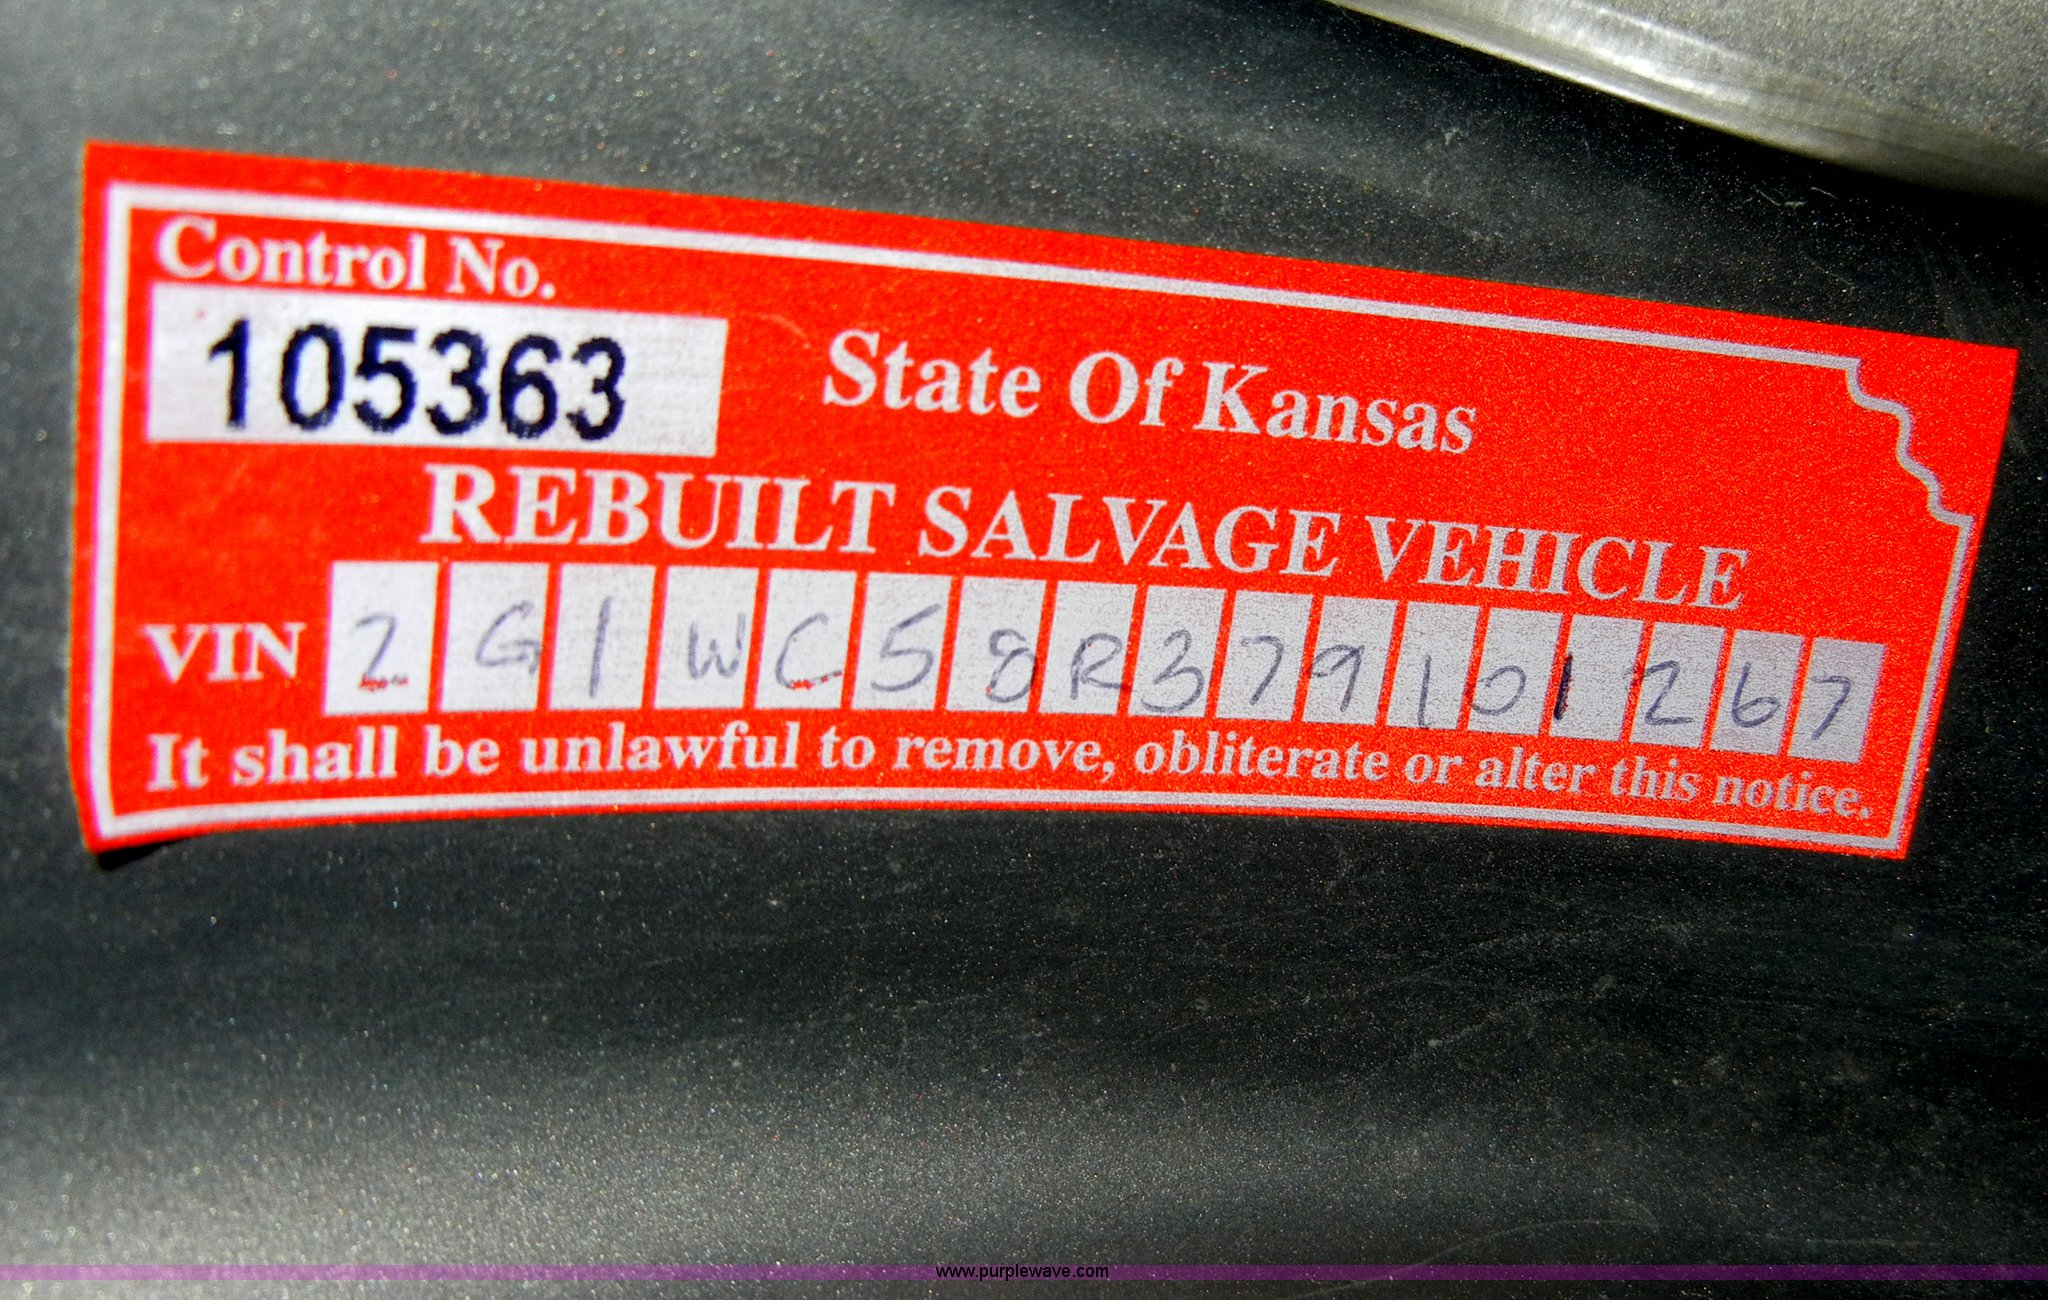 Control No.
105363
State Of Kansas
REBUILT SALVAGE VEHICLE
VIN 2G1WC58R379101267
It shall be unlawful to remove, obliterate or alter this notice.
www.purplewave.com